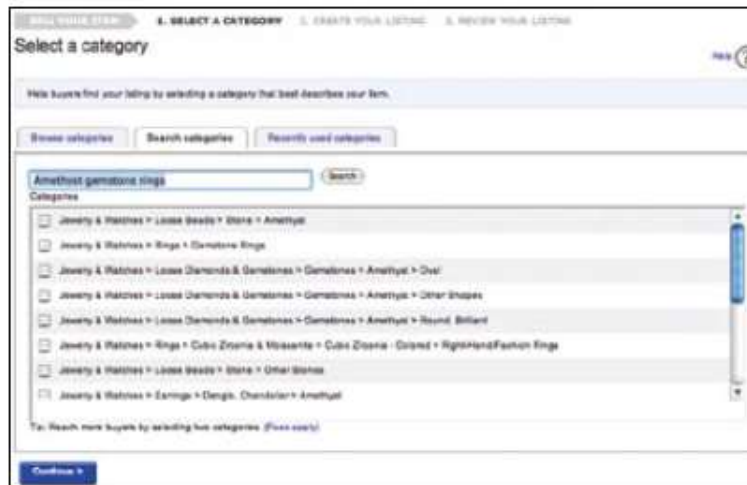 SELL YOUR ITEM 1. SELECT A CATEGORY 2. CREATE YOUR LISTING 3. REVIEW YOUR LISTING
Select a category
Help
Help buyers find your listing by selecting a category that best describes your item.
Browse categories Search categories Recently used categories
Amethyst gemstone rings Search
Categories
Jewelry & Watches > Loose Beads > Stone > Amethyst
Jewelry & Watches > Rings > Gemstone Rings
Jewelry & Watches > Loose Diamonds & Gemstones > Gemstones > Amethyst > Oval
Jewelry & Watches > Loose Diamonds & Gemstones > Gemstones > Amethyst > Other Shapes
Jewelry & Watches > Loose Diamonds & Gemstones > Gemstones > Amethyst > Round, Brilliant
Jewelry & Watches > Rings > Cubic Zirconia & Moissanite > Cubic Zirconia - Colored > Right-Hand/Fashion Rings
Jewelry & Watches > Loose Beads > Stone > Other Stones
Jewelry & Watches > Earrings > Dangle, Chandelier > Amethyst
Tip: Reach more buyers by selecting two categories. (Fees apply)
Continue >